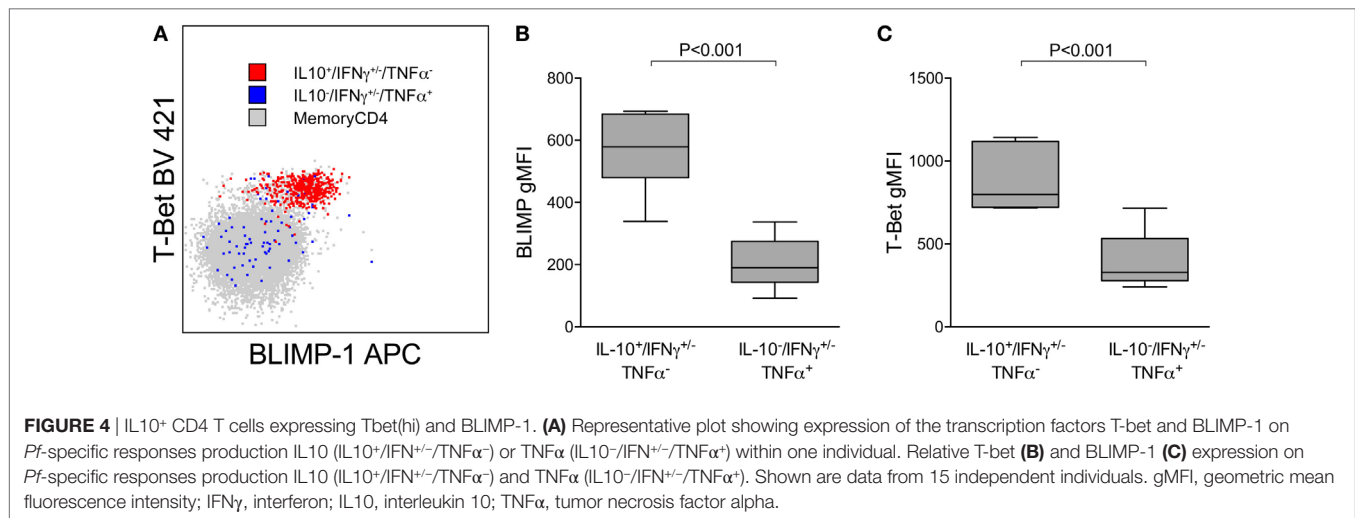 A
IL10⁺/IFNγ⁺/⁻/TNFα⁻
IL10⁻/IFNγ⁺/⁻/TNFα⁺
MemoryCD4
T-Bet BV 421
BLIMP-1 APC
B
P<0.001
BLIMP gMFI
800
600
400
200
0
IL-10⁺/IFNγ⁺/⁻
TNFα⁻
IL-10⁻/IFNγ⁺/⁻
TNFα⁺
C
P<0.001
T-Bet gMFI
1500
1000
500
0
IL-10⁺/IFNγ⁺/⁻
TNFα⁻
IL-10⁻/IFNγ⁺/⁻
TNFα⁺
FIGURE 4 | IL10⁺ CD4 T cells expressing Tbet(hi) and BLIMP-1. (A) Representative plot showing expression of the transcription factors T-bet and BLIMP-1 on
Pf-specific responses production IL10 (IL10⁺/IFN⁺/⁻/TNFα⁻) or TNFα (IL10⁻/IFN⁺/⁻/TNFα⁺) within one individual. Relative T-bet (B) and BLIMP-1 (C) expression on
Pf-specific responses production IL10 (IL10⁺/IFN⁺/⁻/TNFα⁻) and TNFα (IL10⁻/IFN⁺/⁻/TNFα⁺). Shown are data from 15 independent individuals. gMFI, geometric mean
fluorescence intensity; IFNγ, interferon; IL10, interleukin 10; TNFα, tumor necrosis factor alpha.